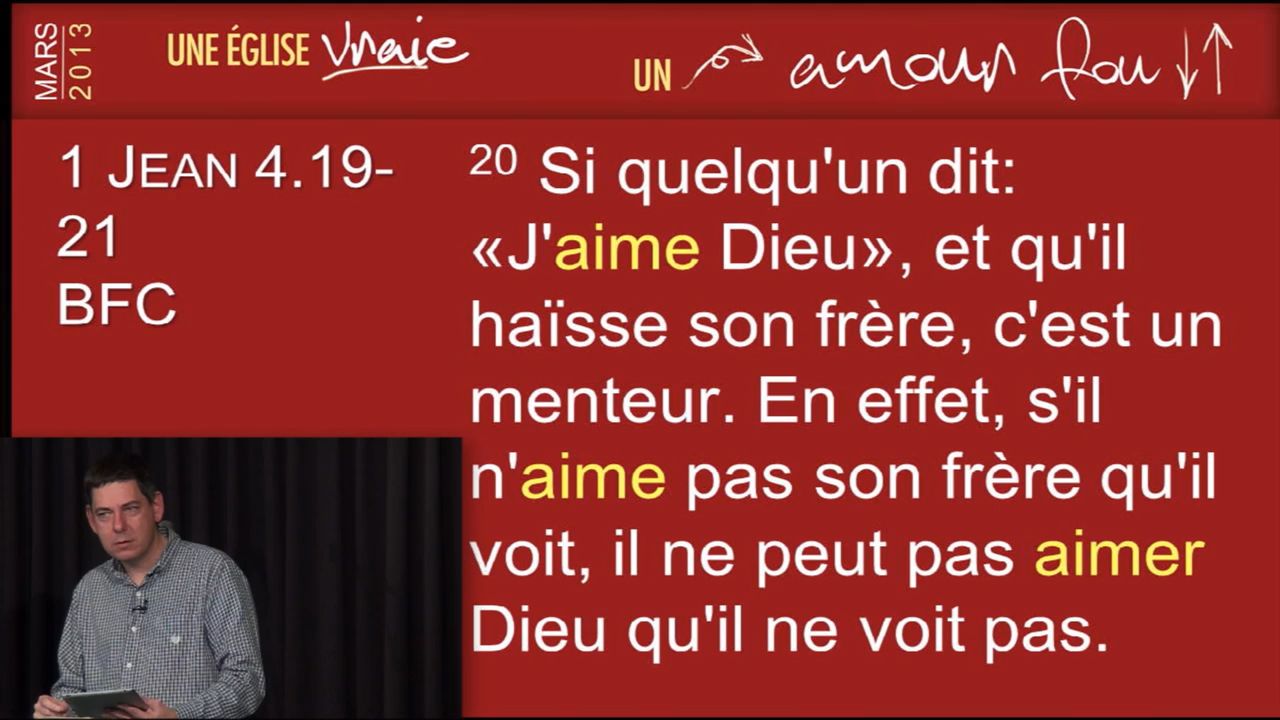 MARS
2013
UNE ÉGLISE vraie
UN amour fou
1 JEAN 4.19-
21
BFC
20 Si quelqu'un dit:
«J'aime Dieu», et qu'il
haïsse son frère, c'est un
menteur. En effet, s'il
n'aime pas son frère qu'il
voit, il ne peut pas aimer
Dieu qu'il ne voit pas.